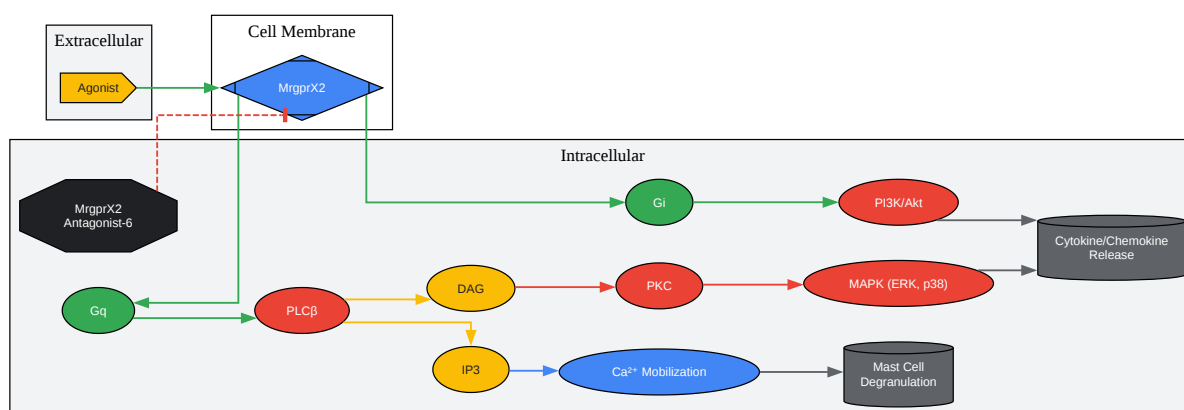 Extracellular
Cell Membrane
Agonist
MrgprX2
Intracellular
MrgprX2
Antagonist-6
Gi
PI3K/Akt
Cytokine/Chemokine
Release
DAG
PKC
MAPK (ERK, p38)
Gq
PLCβ
IP3
Ca²⁺ Mobilization
Mast Cell
Degranulation